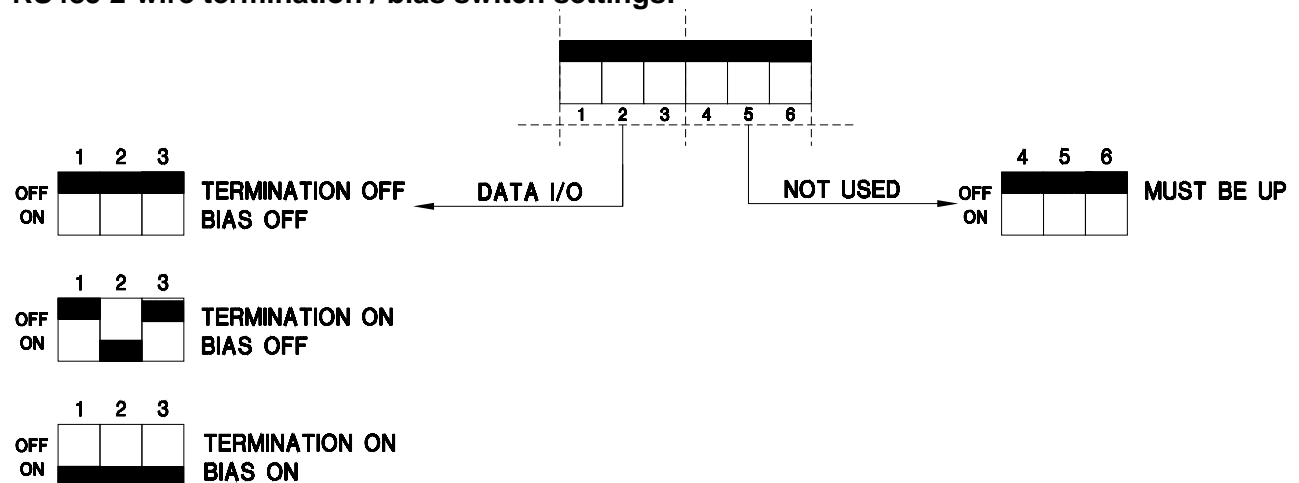 RS485 2-wire termination / bias switch settings:
1 2 3 4 5 6
1 2 3
OFF
ON
TERMINATION OFF
BIAS OFF
DATA I/O
NOT USED
4 5 6
OFF
ON
MUST BE UP
1 2 3
OFF
ON
TERMINATION ON
BIAS OFF
1 2 3
OFF
ON
TERMINATION ON
BIAS ON